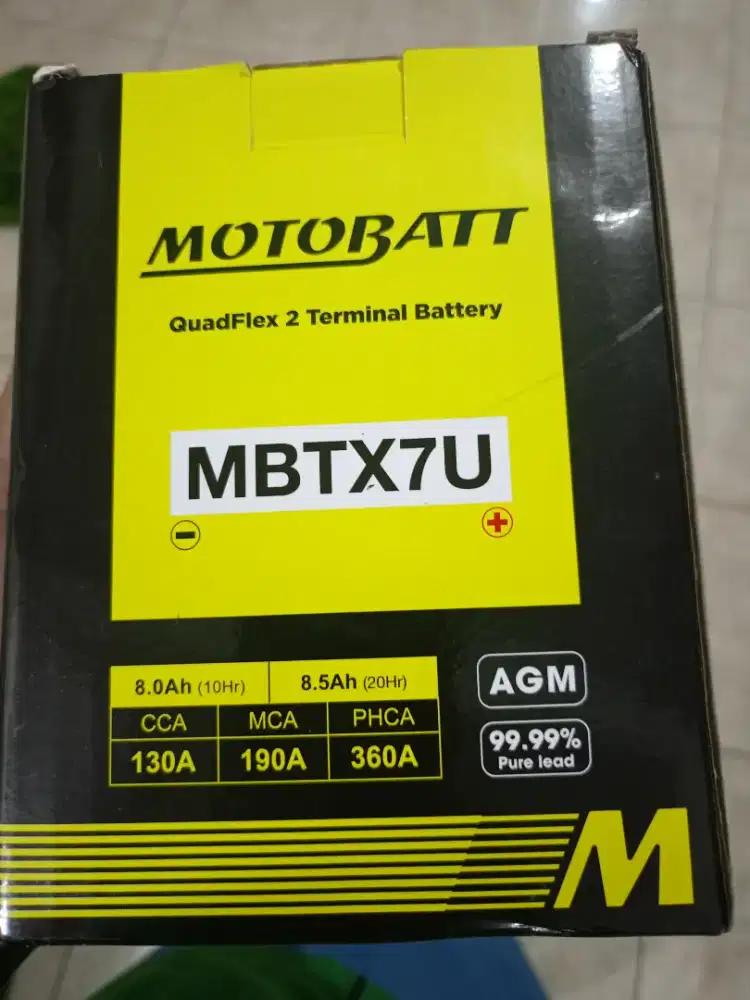 MOTOBATT
QuadFlex 2 Terminal Battery
MBTX7U
- +
8.0Ah (10Hr) 8.5Ah (20Hr)
CCA MCA PHCA
130A 190A 360A
AGM
99.99%
Pure lead
M